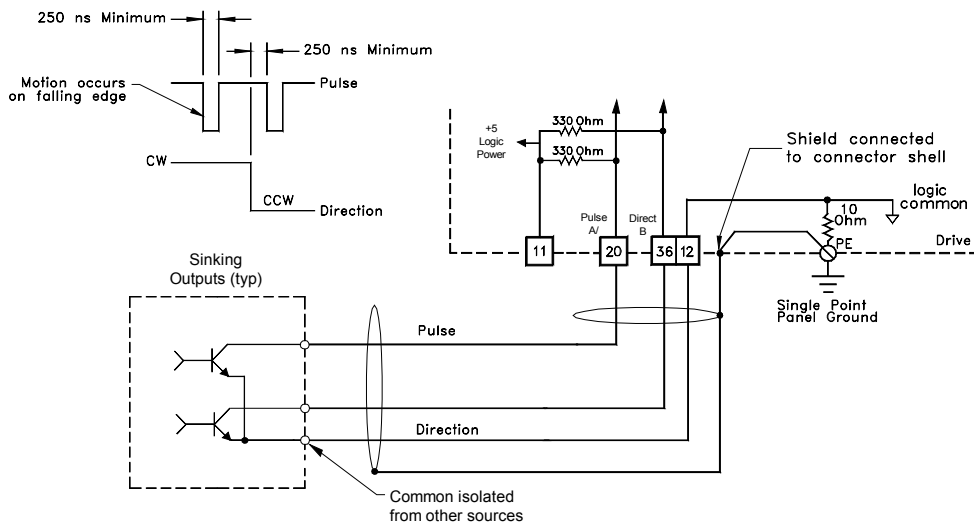 250 ns Minimum
250 ns Minimum
Pulse
Motion occurs
on falling edge
CW
CCW
Direction
+5
Logic
Power
330 Ohm
330 Ohm
Shield connected
to connector shell
logic
common
10
Ohm
Pulse
A/
Direct
B
11
20
36
12
PE
Drive
Single Point
Panel Ground
Sinking
Outputs (typ)
Pulse
Direction
Common isolated
from other sources